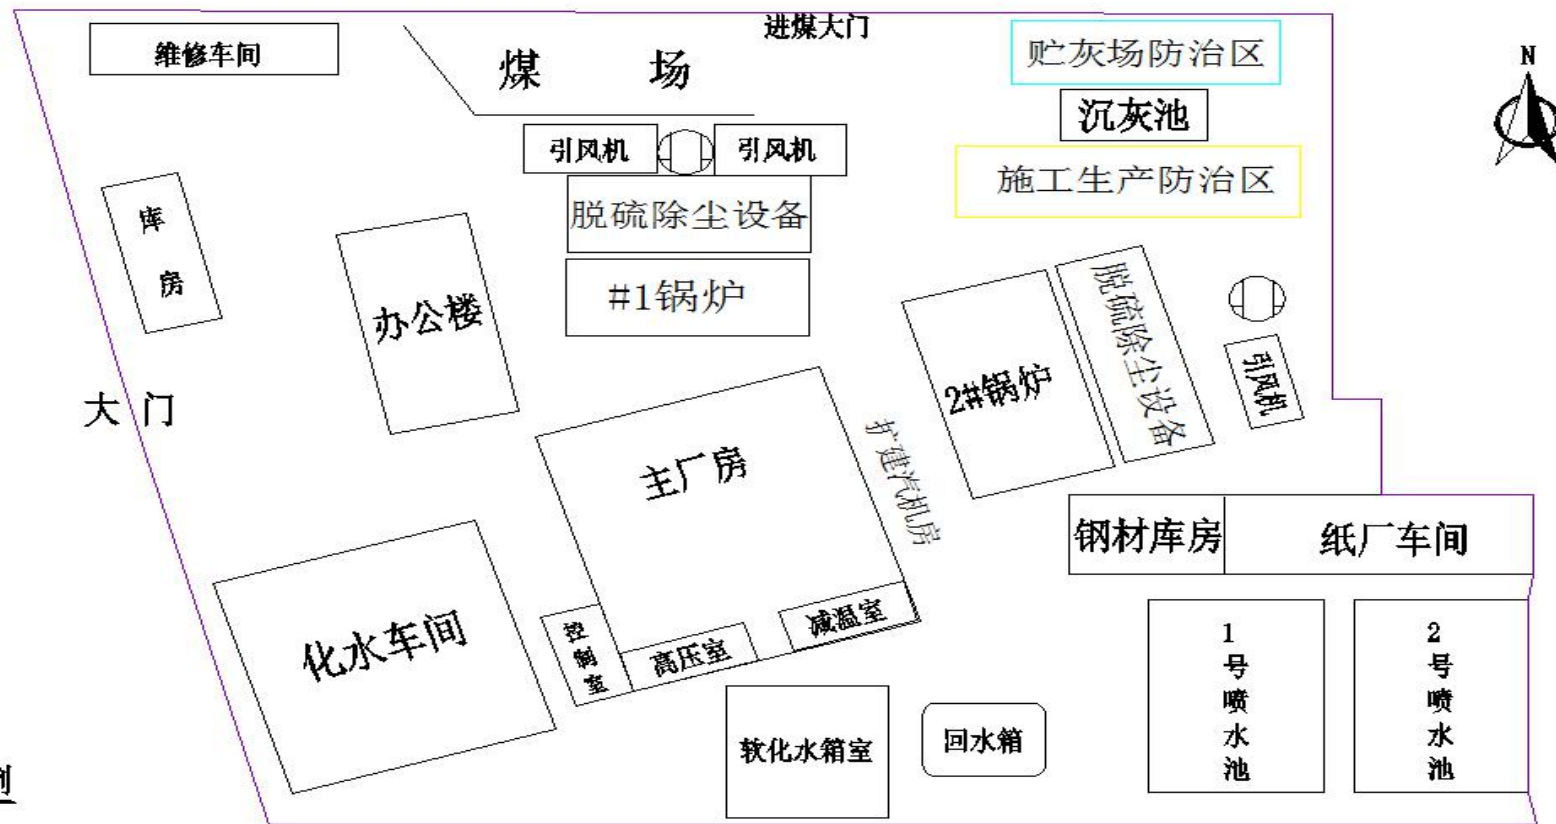 进煤大门
维修车间
煤 场
贮灰场防治区
N
沉灰池
引风机
引风机
施工生产防治区
脱硫除尘设备
库房
#1锅炉
办公楼
脱硫除尘设备
2#锅炉
引风机
大门
主厂房
扩建汽机房
钢材库房
纸厂车间
化水车间
控制室
高压室
减温室
1号喷水池
2号喷水池
软化水箱室
回水箱